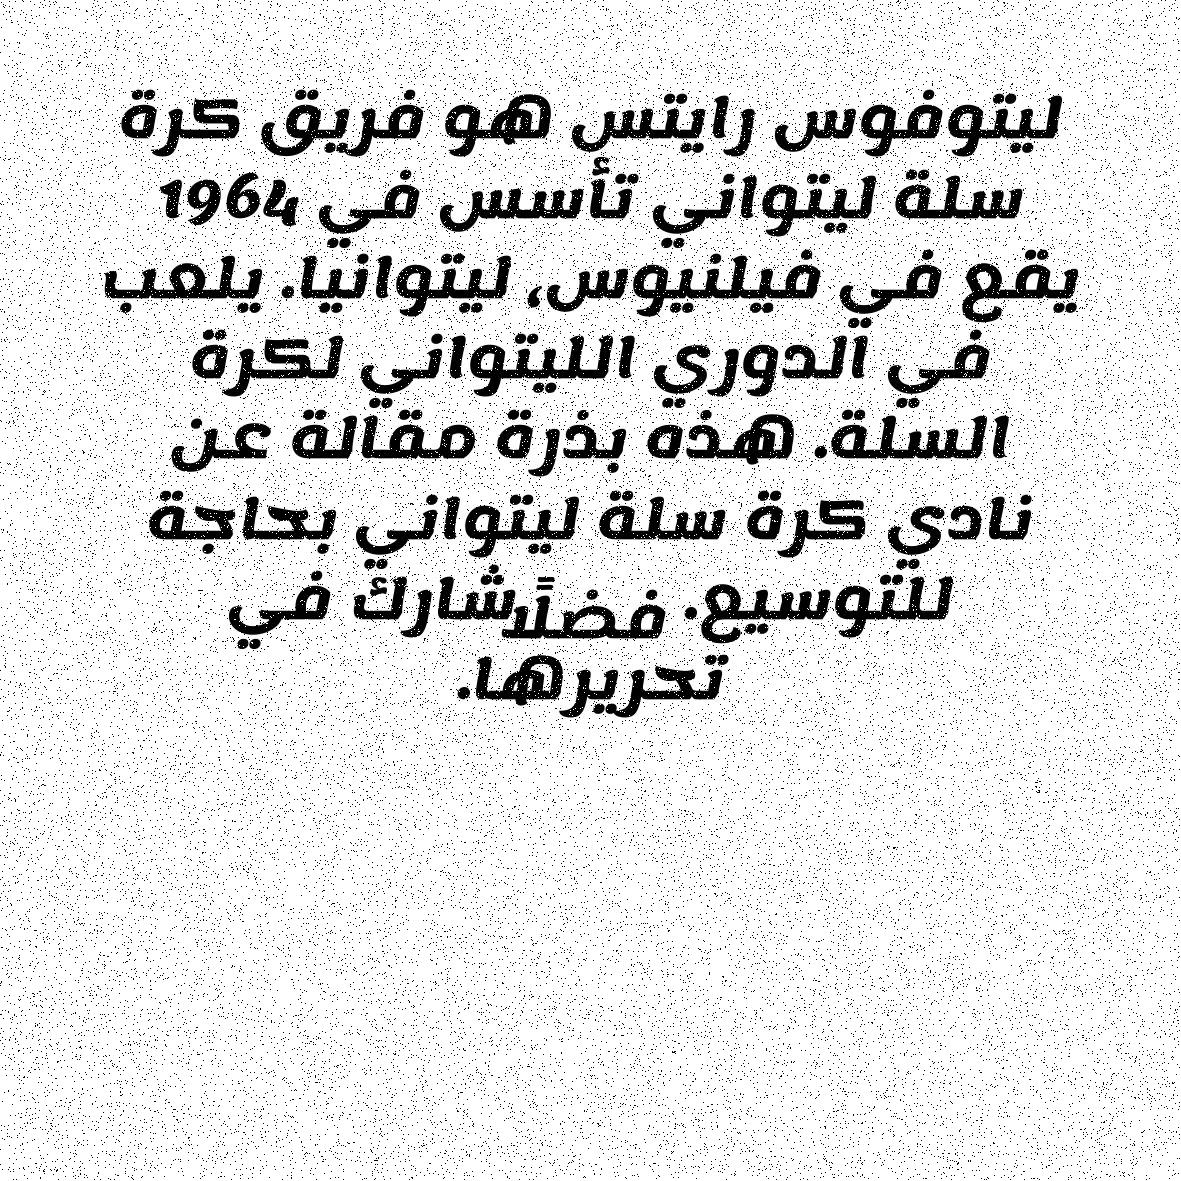 ليتوفوس رايتس هو فريق كرة
سلة ليتواني تأسس في 1964
يقع في فيلنيوس, ليتوانيا. يلعب
في الدوري الليتواني لكرة
السلة. هذه بذرة مقالة عن
نادي كرة سلة ليتواني بحاجة
للتوسيع. فضلًا شارك في
تحريرها.